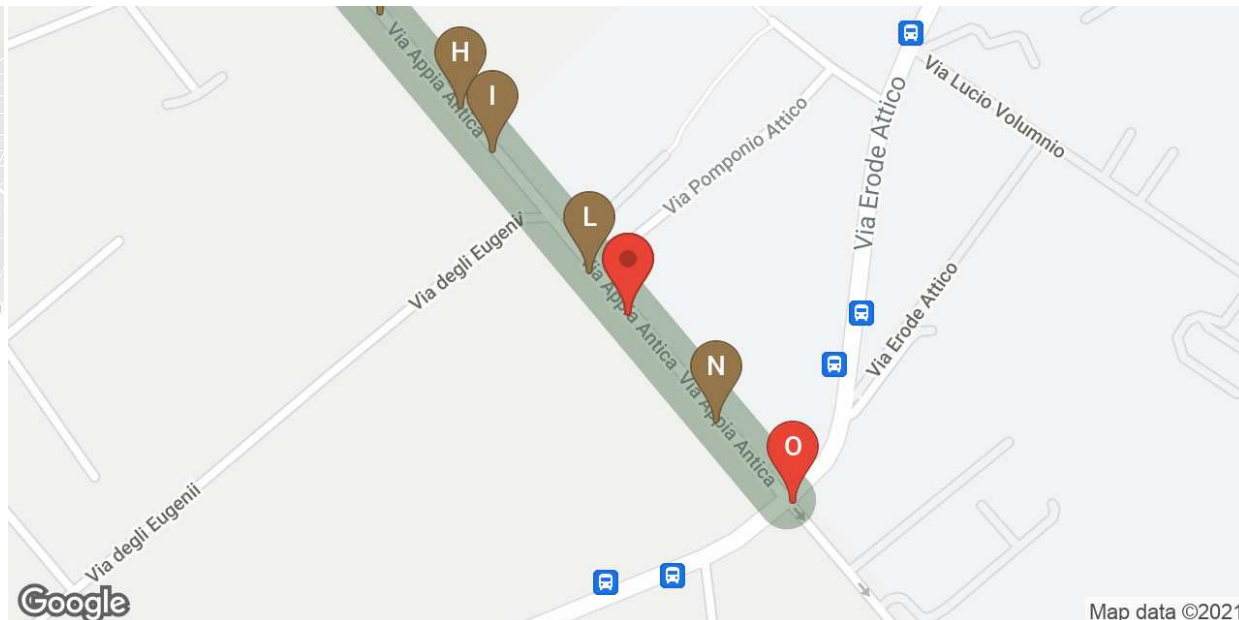 H
Via Appia Antica
I
Via Lucio Volumnio
Via Pomponio Attico
Via Erode Attico
L
Via degli Eugenii
Via Appia Antica
Via Erode Attico
N
Via Appia Antica
O
Via degli Eugenii
Google
Map data ©2021